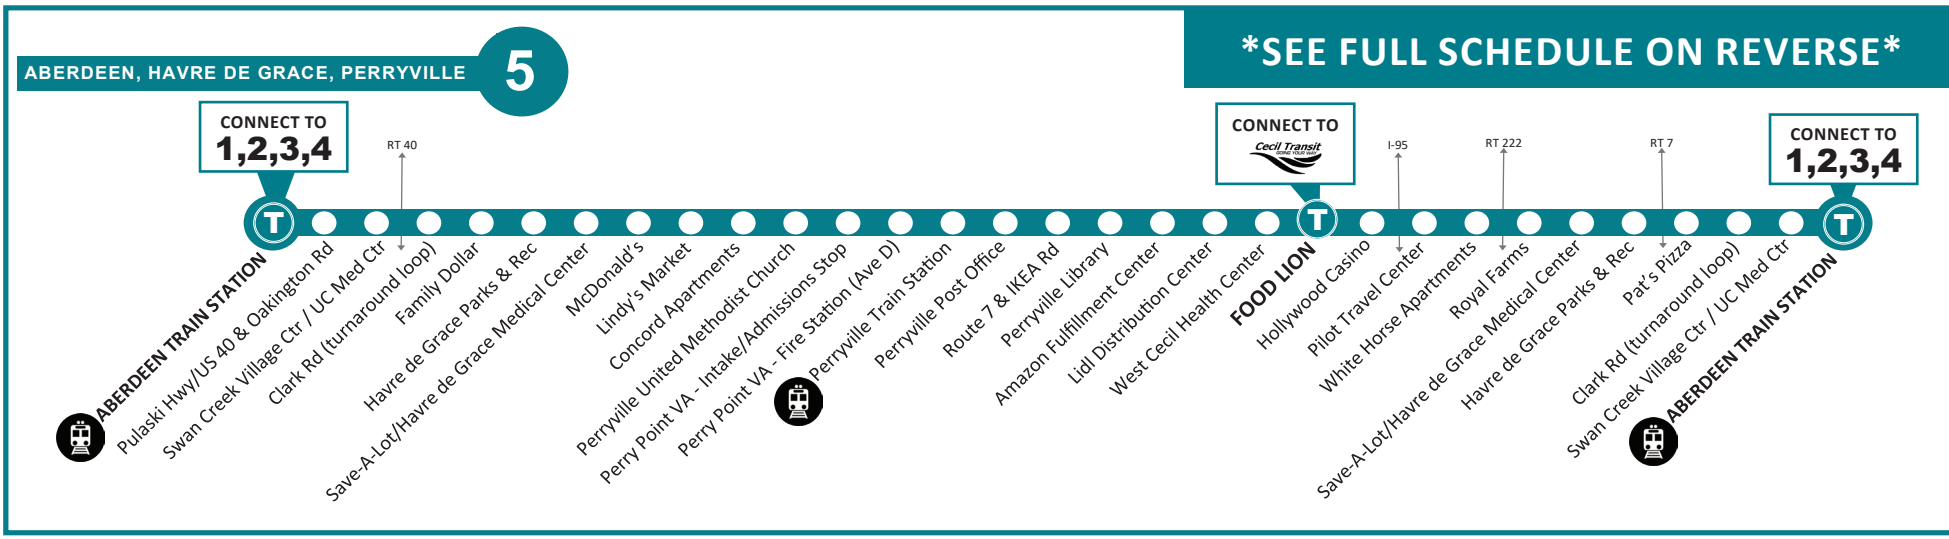 *SEE FULL SCHEDULE ON REVERSE*
ABERDEEN, HAVRE DE GRACE, PERRYVILLE
5
CONNECT TO
1,2,3,4
RT 40
CONNECT TO
Cecil Transit
GOING YOUR WAY
I-95
RT 222
RT 7
CONNECT TO
1,2,3,4
T
T
T
ABERDEEN TRAIN STATION
Pulaski Hwy/US 40 & Oakington Rd
Swan Creek Village Ctr / UC Med Ctr
Clark Rd (turnaround loop)
Family Dollar
Havre de Grace Parks & Rec
Save-A-Lot/Havre de Grace Medical Center
McDonald's
Lindy's Market
Concord Apartments
Perryville United Methodist Church
Perry Point VA - Intake/Admissions Stop
Perry Point VA - Fire Station (Ave D)
Perryville Train Station
Perryville Post Office
Route 7 & IKEA Rd
Perryville Library
Amazon Fulfillment Center
Lidl Distribution Center
West Cecil Health Center
FOOD LION
Hollywood Casino
Pilot Travel Center
White Horse Apartments
Royal Farms
Save-A-Lot/Havre de Grace Medical Center
Havre de Grace Parks & Rec
Pat's Pizza
Clark Rd (turnaround loop)
Swan Creek Village Ctr / UC Med Ctr
ABERDEEN TRAIN STATION